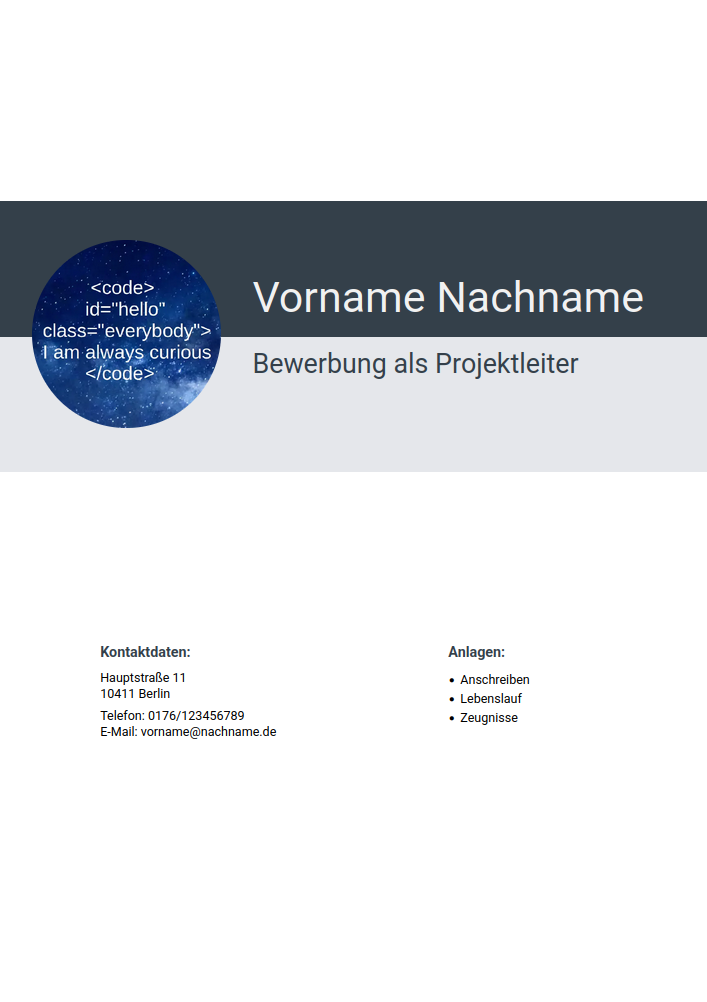 <code>
id="hello"
class="everybody">
I am always curious
</code>
Vorname Nachname
Bewerbung als Projektleiter
Kontaktdaten:
Hauptstraße 11
10411 Berlin
Telefon: 0176/123456789
E-Mail: vorname@nachname.de
Anlagen:
• Anschreiben
• Lebenslauf
• Zeugnisse